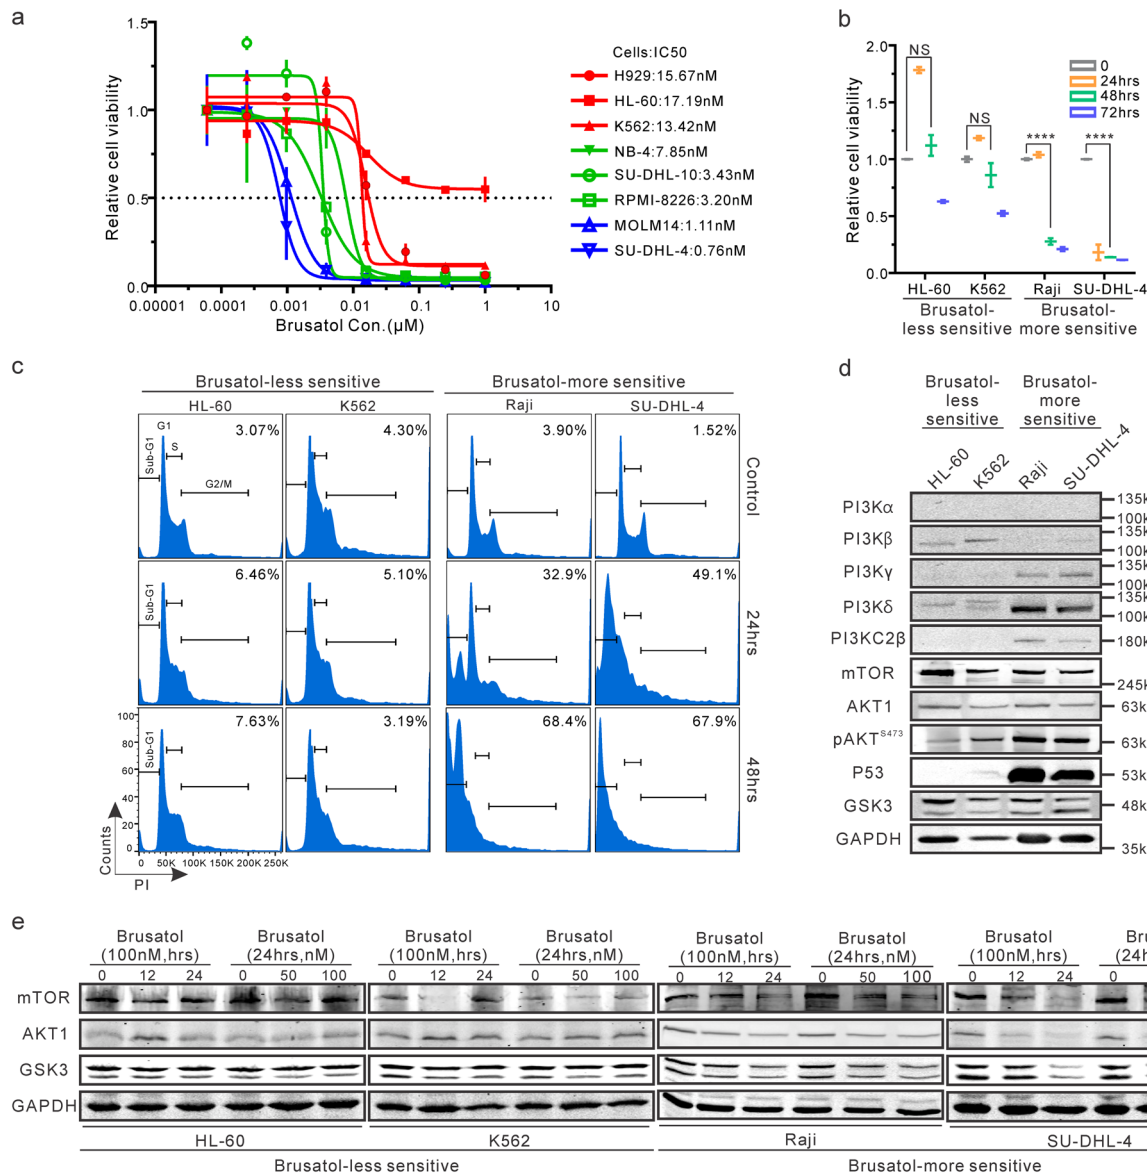 a
1.5
1.0
0.5
0.0
Relative cell viability
0.00001
0.0001
0.001
0.01
0.1
1
10
Brusatol Con.(μM)
Cells:IC50
H929:15.67nM
HL-60:17.19nM
K562:13.42nM
NB-4:7.85nM
SU-DHL-10:3.43nM
RPMI-8226:3.20nM
MOLM14:1.11nM
SU-DHL-4:0.76nM
b
2.0
1.5
1.0
0.5
0.0
Relative cell viability
NS
NS
****
****
0
24hrs
48hrs
72hrs
HL-60 K562 Raji SU-DHL-4
Brusatol-
less sensitive
Brusatol-
more sensitive
c
Brusatol-less sensitive
Brusatol-more sensitive
HL-60
K562
Raji
SU-DHL-4
G1
Sub-G1
S
G2/M
3.07%
4.30%
3.90%
1.52%
Control
Sub-G1
6.46%
5.10%
32.9%
49.1%
24hrs
Sub-G1
7.63%
3.19%
68.4%
67.9%
48hrs
100
80
60
40
20
0
Counts
0 50K 100K 150K 200K 250K
PI
d
Brusatol-
less
sensitive
Brusatol-
more
sensitive
HL-60
K562
Raji
SU-DHL-4
PI3Kα
135k
100k
PI3Kβ
135k
100k
PI3Kγ
135k
100k
PI3Kδ
135k
100k
PI3KC2β
180k
mTOR
245k
AKT1
63k
pAKT S473
63k
P53
53k
GSK3
48k
GAPDH
35k
e
Brusatol
(100nM,hrs)
0 12 24
Brusatol
(24hrs,nM)
0 50 100
Brusatol
(100nM,hrs)
0 12 24
Brusatol
(24hrs,nM)
0 50 100
Brusatol
(100nM,hrs)
0 12 24
Brusatol
(24hrs,nM)
0 50 100
Brusatol
(100nM,hrs)
0 12 24
Bru
(24h
0
mTOR
AKT1
GSK3
GAPDH
HL-60
K562
Raji
SU-DHL-4
Brusatol-less sensitive
Brusatol-more sensitive